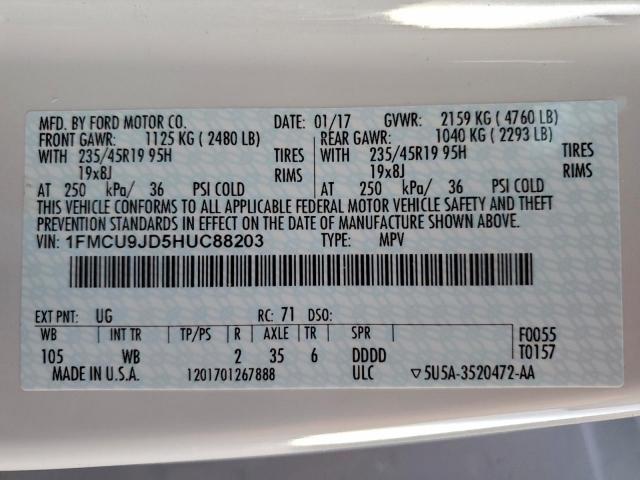 MFD. BY FORD MOTOR CO. DATE: 01/17 GVWR: 2159 KG ( 4760 LB)
FRONT GAWR: 1125 KG ( 2480 LB) REAR GAWR: 1040 KG ( 2293 LB)
WITH 235/45R19 95H TIRES WITH 235/45R19 95H TIRES
19x8J RIMS 19x8J RIMS
AT 250 kPa/ 36 PSI COLD AT 250 kPa/ 36 PSI COLD
THIS VEHICLE CONFORMS TO ALL APPLICABLE FEDERAL MOTOR VEHICLE SAFETY
AND THEFT PREVENTION STANDARDS IN EFFECT ON THE DATE OF MANUFACTURE SHOWN ABOVE.
VIN: 1FMCU9JD5HUC88203 TYPE: MPV
EXT PNT: UG RC: 71 DSO:
WB INT TR TP/PS R AXLE TR SPR F0055
105 WB 2 35 6 DDDD T0157
MADE IN U.S.A. 1201701267888 ULC ▽5U5A-3520472-AA